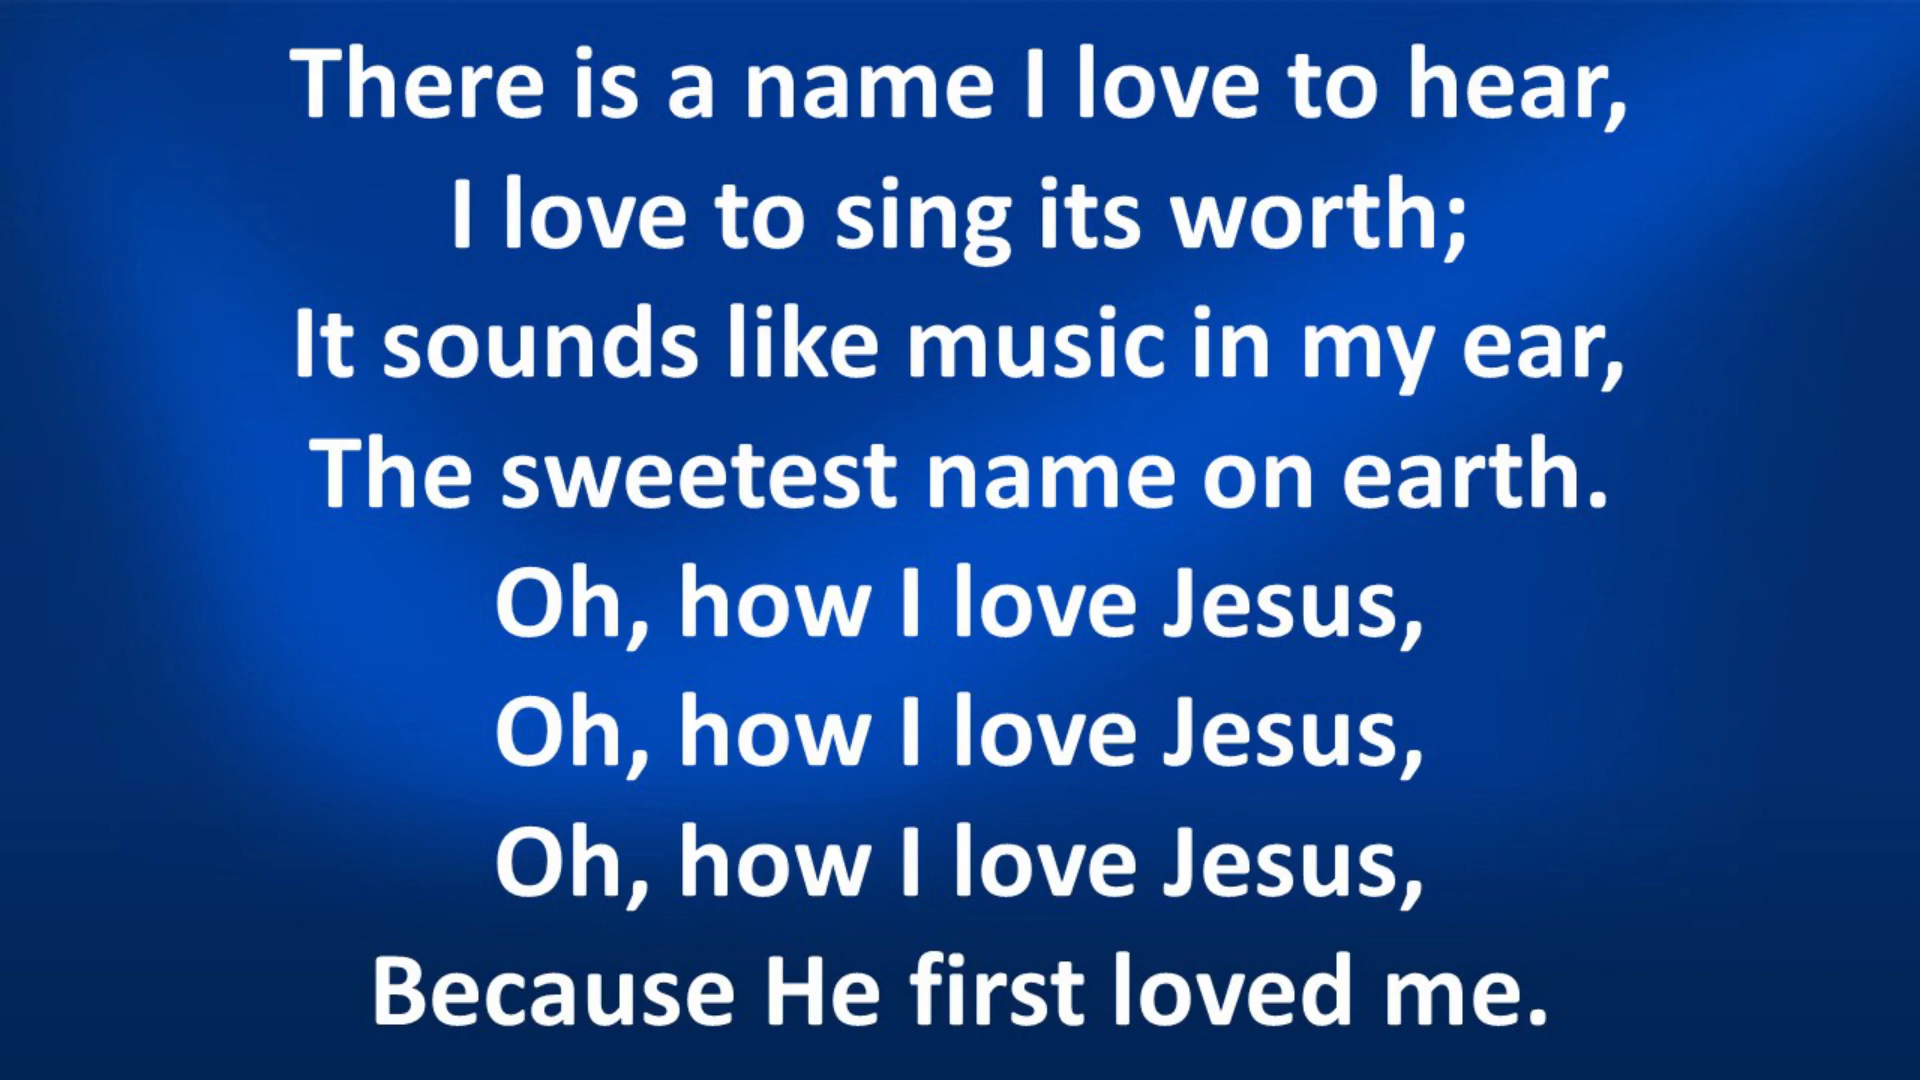 There is a name I love to hear,
I love to sing its worth;
It sounds like music in my ear,
The sweetest name on earth.
Oh, how I love Jesus,
Oh, how I love Jesus,
Oh, how I love Jesus,
Because He first loved me.